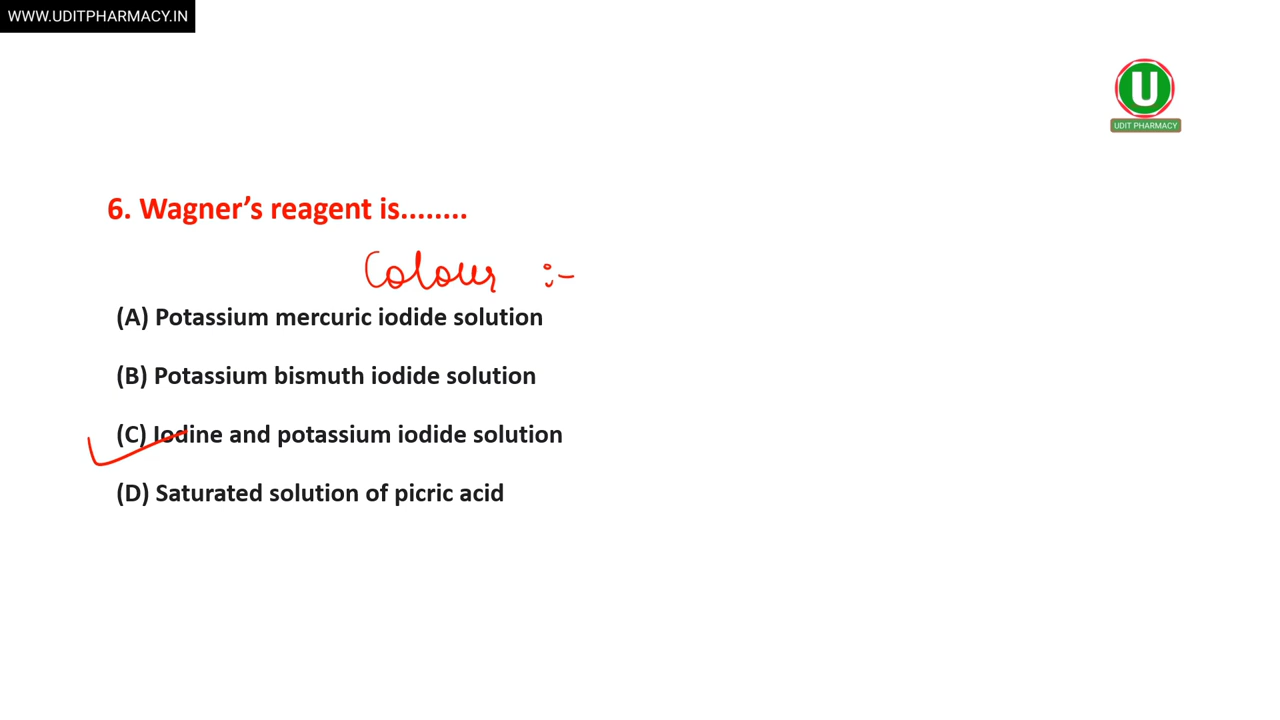 WWW.UDITPHARMACY.IN
U
UDIT PHARMACY
6. Wagner’s reagent is........
Colour :-
(A) Potassium mercuric iodide solution
(B) Potassium bismuth iodide solution
(C) Iodine and potassium iodide solution
(D) Saturated solution of picric acid